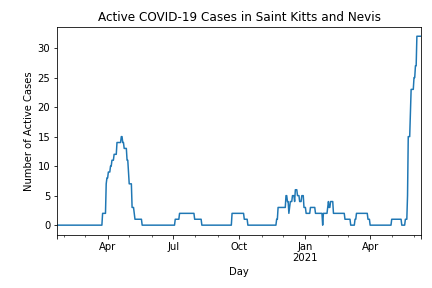 Active COVID-19 Cases in Saint Kitts and Nevis
Number of Active Cases
30
25
20
15
10
5
0
Apr
Jul
Oct
Jan
Apr
2021
Day